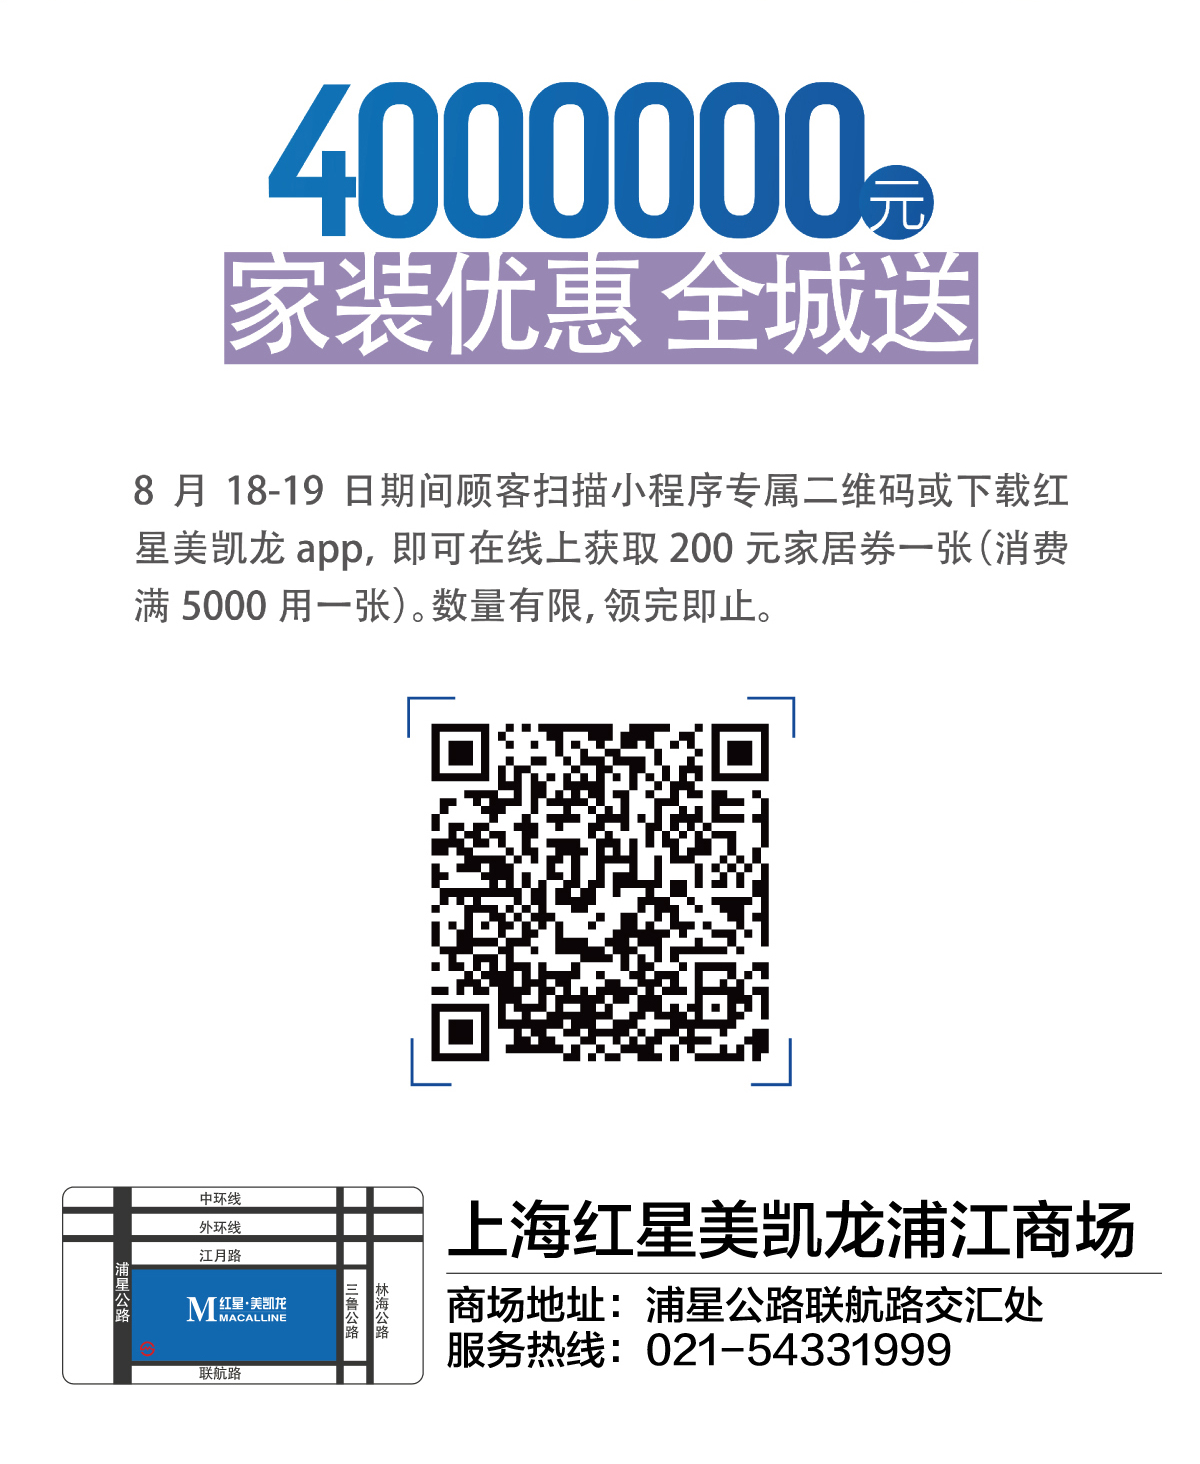 4000000元
家装优惠 全城送
8 月 18-19 日期间顾客扫描小程序专属二维码或下载红
星美凯龙 app, 即可在线上获取 200 元家居券一张(消费
满 5000 用一张)。数量有限, 领完即止。
中环线
外环线
江月路
浦星公路
M 红星·美凯龙
MACALLINE
三鲁公路
林海公路
联航路
上海红星美凯龙浦江商场
商场地址：浦星公路联航路交汇处
服务热线：021-54331999